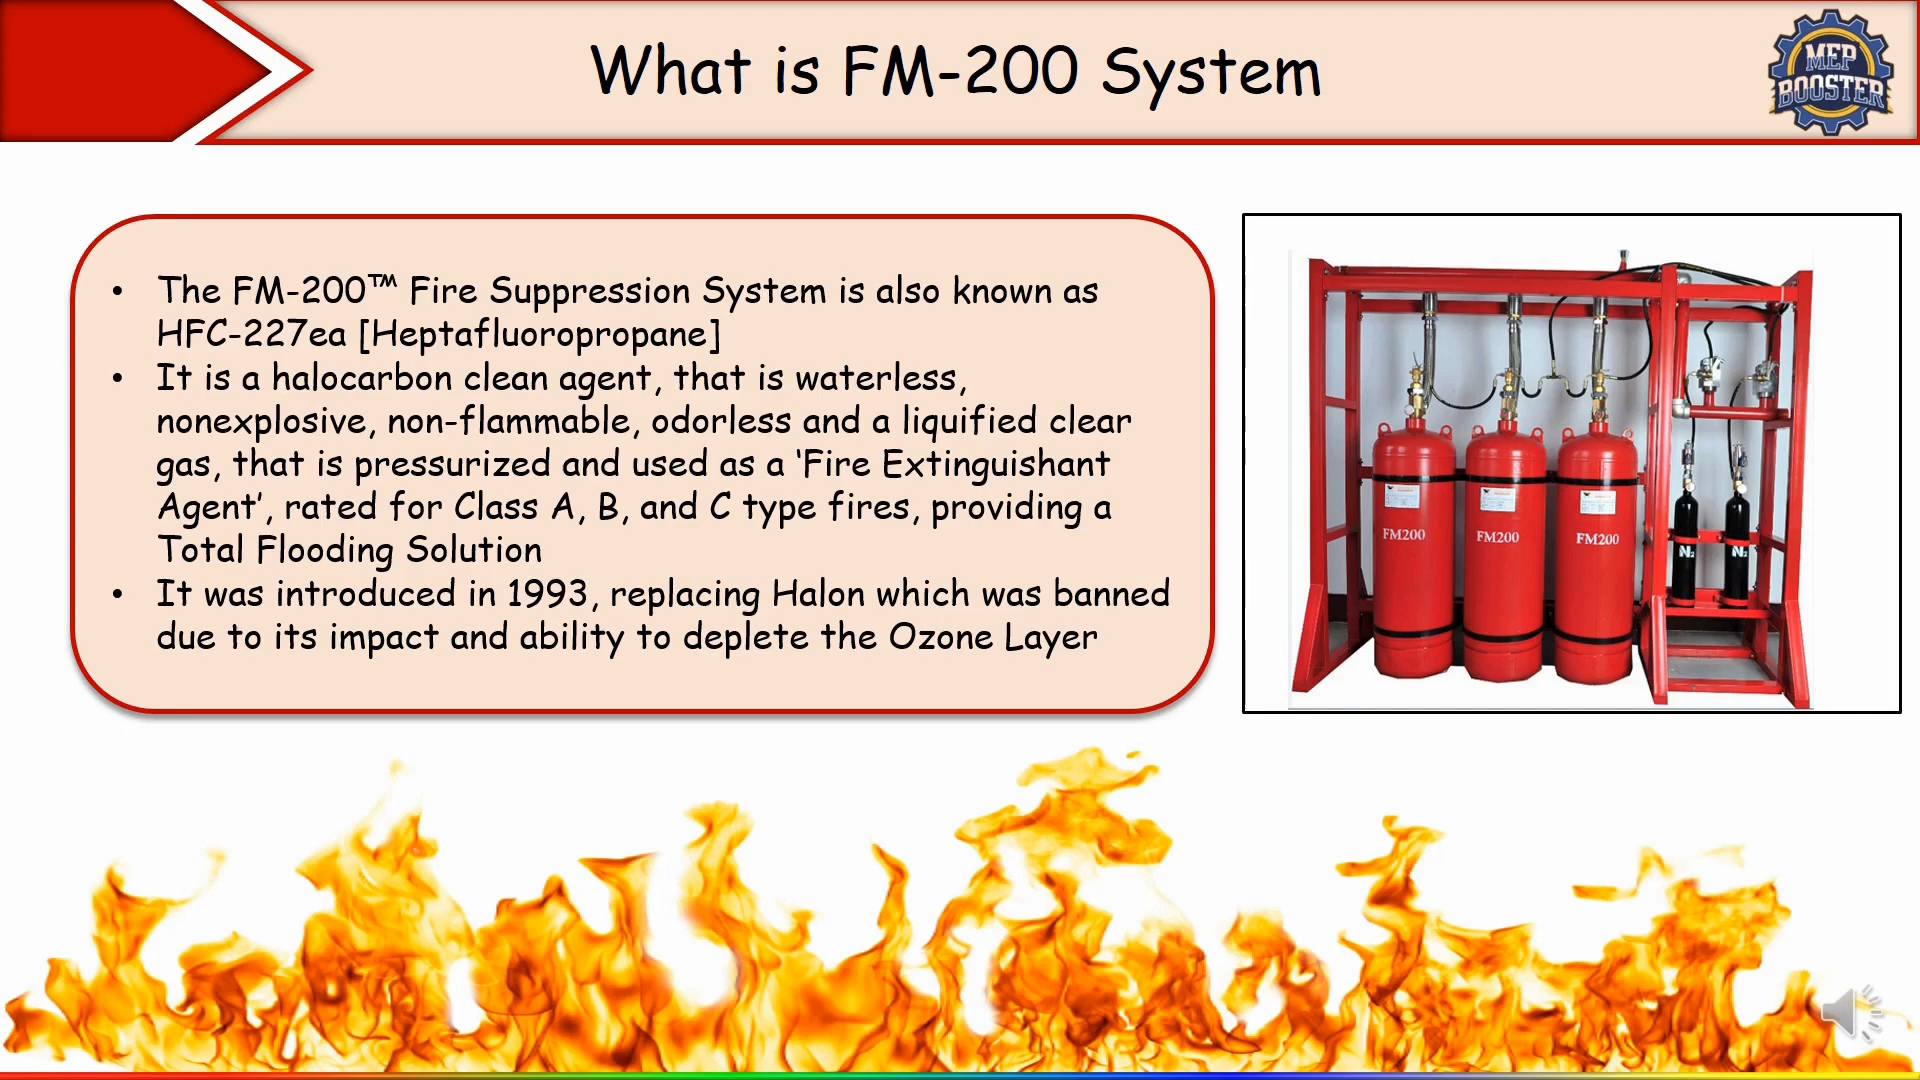 What is FM-200 System
MEP
BOOSTER
• The FM-200™ Fire Suppression System is also known as
HFC-227ea [Heptafluoropropane]
• It is a halocarbon clean agent, that is waterless,
nonexplosive, non-flammable, odorless and a liquified clear
gas, that is pressurized and used as a ‘Fire Extinguishant
Agent’, rated for Class A, B, and C type fires, providing a
Total Flooding Solution
• It was introduced in 1993, replacing Halon which was banned
due to its impact and ability to deplete the Ozone Layer
FM200
FM200
FM200
N2
N2